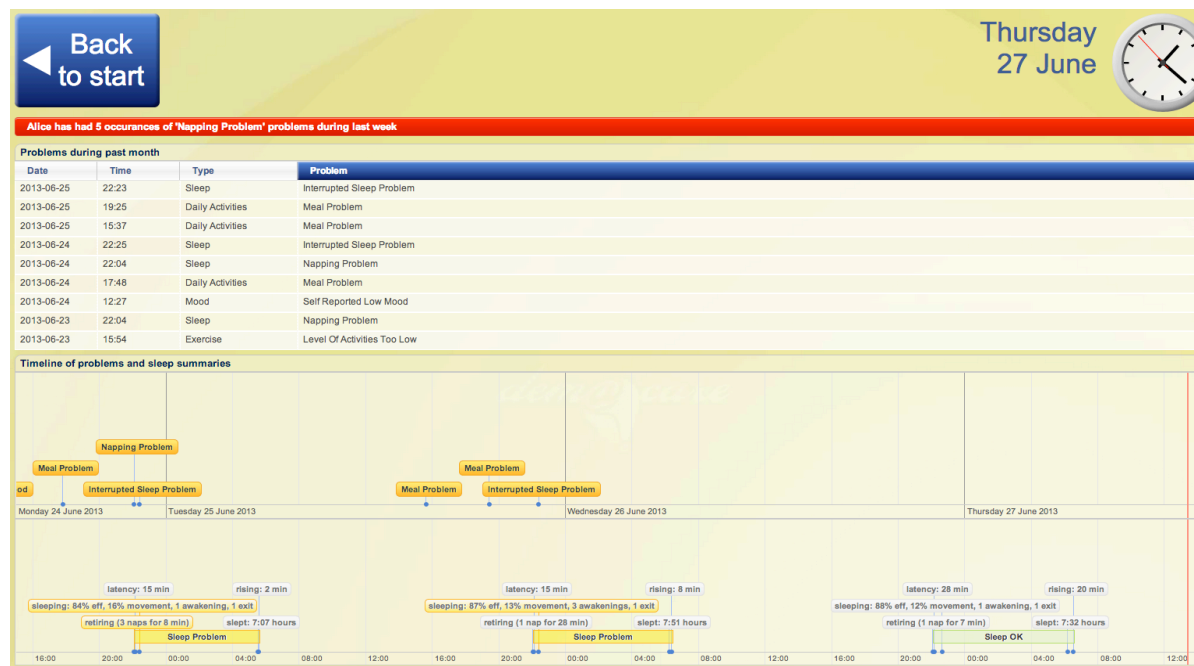 Back
to start
Thursday
27 June
Alice has had 5 occurances of 'Napping Problem' problems during last week
Problems during past month
Date Time Type Problem
2013-06-25 22:23 Sleep Interrupted Sleep Problem
2013-06-25 19:25 Daily Activities Meal Problem
2013-06-25 15:37 Daily Activities Meal Problem
2013-06-24 22:25 Sleep Interrupted Sleep Problem
2013-06-24 22:04 Sleep Napping Problem
2013-06-24 17:48 Daily Activities Meal Problem
2013-06-24 12:27 Mood Self Reported Low Mood
2013-06-23 22:04 Sleep Napping Problem
2013-06-23 15:54 Exercise Level Of Activities Too Low
Timeline of problems and sleep summaries
Napping Problem
Meal Problem Meal Problem
od Interrupted Sleep Problem Meal Problem Interrupted Sleep Problem
Monday 24 June 2013 Tuesday 25 June 2013 Wednesday 26 June 2013 Thursday 27 June 2013
latency: 15 min rising: 2 min latency: 15 min rising: 8 min latency: 28 min rising: 20 min
sleeping: 84% eff, 16% movement, 1 awakening, 1 exit sleeping: 87% eff, 13% movement, 3 awakenings, 1 exit sleeping: 88% eff, 12% movement, 1 awakening, 1 exit
retiring (3 naps for 8 min) slept: 7:07 hours retiring (1 nap for 28 min) slept: 7:51 hours retiring (1 nap for 7 min) slept: 7:32 hours
Sleep Problem Sleep Problem Sleep OK
16:00 20:00 00:00 04:00 08:00 12:00 16:00 20:00 00:00 04:00 08:00 12:00 16:00 20:00 00:00 04:00 08:00 12:00